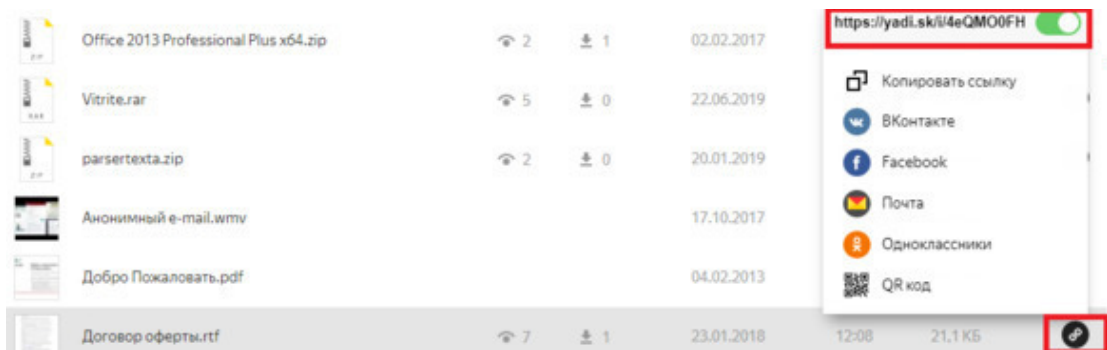 Office 2013 Professional Plus x64.zip 2 1 02.02.2017
https://yadi.sk/i/4eQMO0FH
ZIP
Vitrite.rar 5 0 22.06.2019
RAR
parsertexta.zip 2 0 20.01.2019
ZIP
Анонимный e-mail.wmv 17.10.2017
Добро Пожаловать.pdf 04.02.2013
Договор оферты.rtf 7 1 23.01.2018 12:08 21,1 КБ
Копировать ссылку
ВКонтакте
Facebook
Почта
Одноклассники
QR код